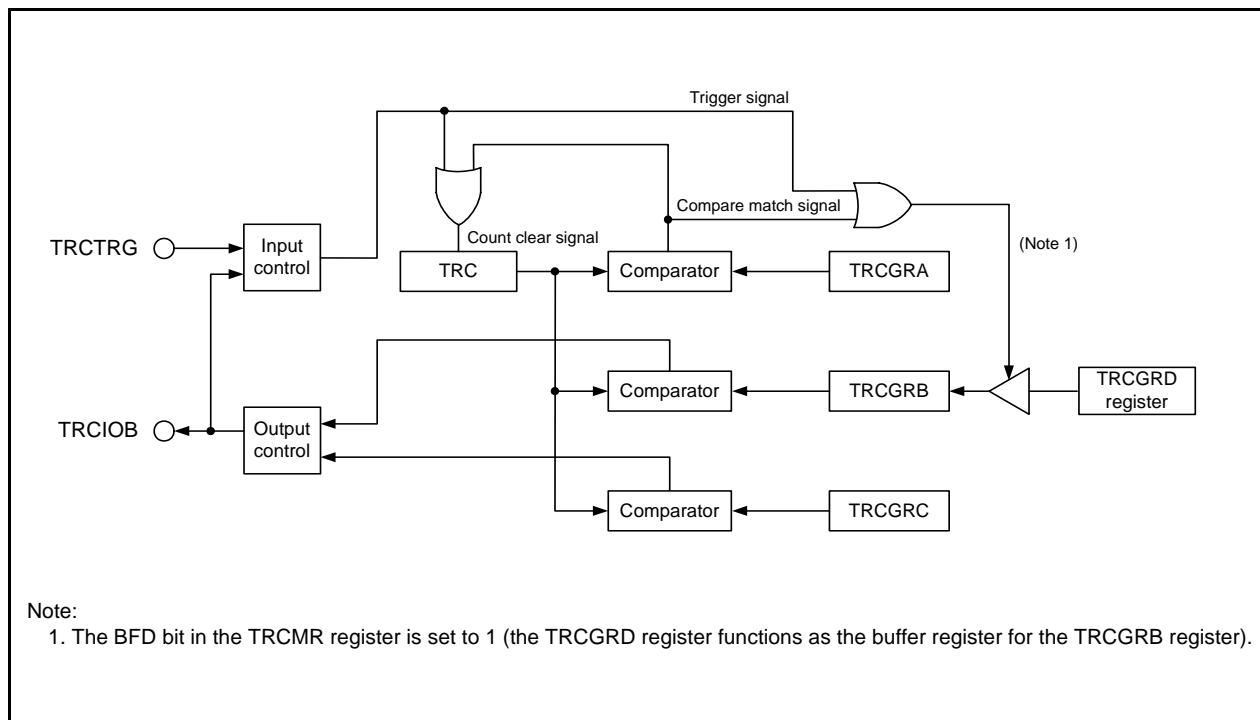 Trigger signal
Compare match signal
TRCTRG
Input
control
Count clear signal
(Note 1)
TRC
Comparator
TRCGRA
Comparator
TRCGRB
TRCGRD
register
TRCIOB
Output
control
Comparator
TRCGRC
Note:
1. The BFD bit in the TRCMR register is set to 1 (the TRCGRD register functions as the buffer register for the TRCGRB register).